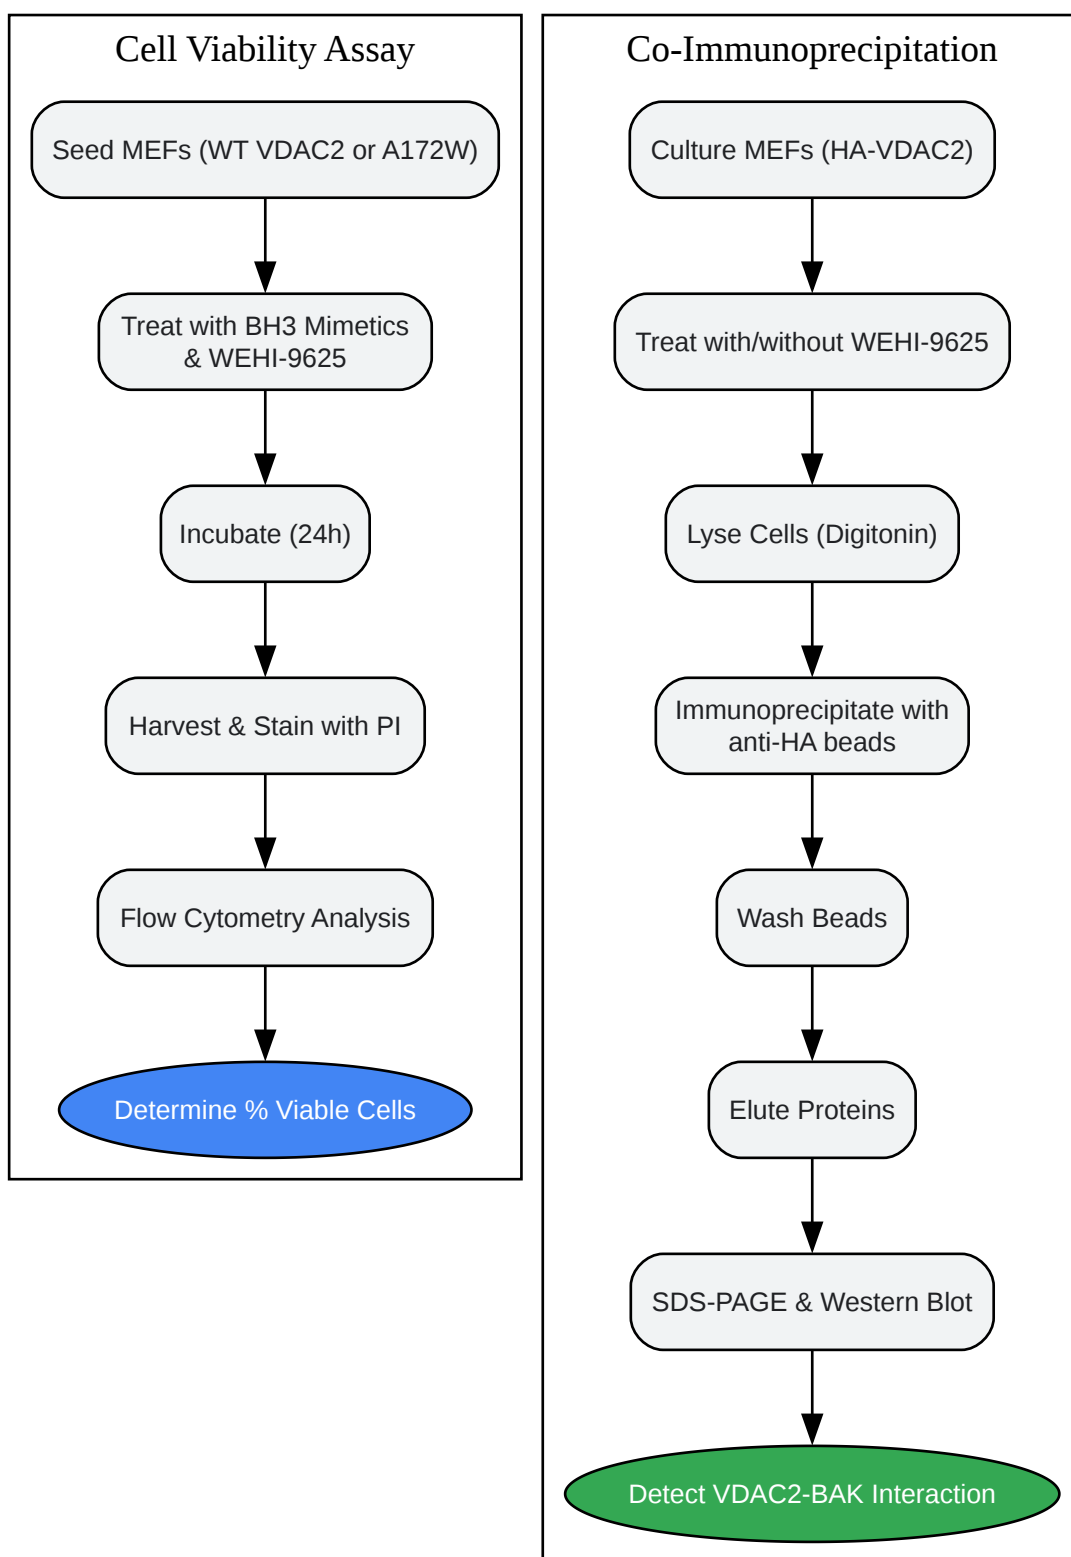 Cell Viability Assay
Seed MEFs (WT VDAC2 or A172W)
Treat with BH3 Mimetics
& WEHI-9625
Incubate (24h)
Harvest & Stain with PI
Flow Cytometry Analysis
Determine % Viable Cells
Co-Immunoprecipitation
Culture MEFs (HA-VDAC2)
Treat with/without WEHI-9625
Lyse Cells (Digitonin)
Immunoprecipitate with
anti-HA beads
Wash Beads
Elute Proteins
SDS-PAGE & Western Blot
Detect VDAC2-BAK Interaction